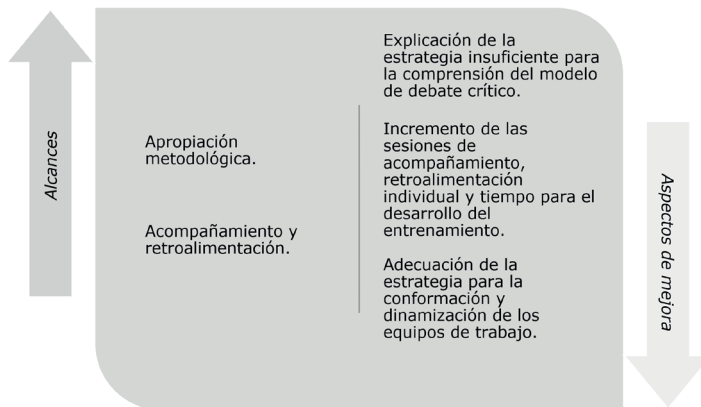 Alcances
Apropiación
metodológica.
Acompañamiento y
retroalimentación.
Explicación de la
estrategia insuficiente para
la comprensión del modelo
de debate crítico.
Incremento de las
sesiones de
acompañamiento,
retroalimentación
individual y tiempo para el
desarrollo del
entrenamiento.
Adecuación de la
estrategia para la
conformación y
dinamización de los
equipos de trabajo.
Aspectos de mejora